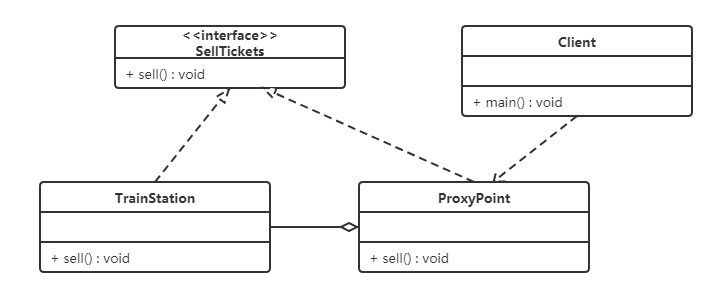 <<interface>>
SellTickets
+ sell() : void
Client
+ main() : void
TrainStation
+ sell() : void
ProxyPoint
+ sell() : void